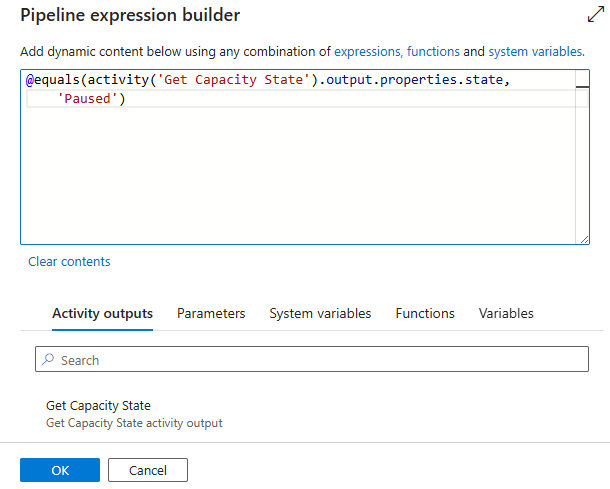 Pipeline expression builder
Add dynamic content below using any combination of expressions, functions and system variables.
@equals(activity('Get Capacity State').output.properties.state,
'Paused')
Clear contents
Activity outputs Parameters System variables Functions Variables
Search
Get Capacity State
Get Capacity State activity output
OK Cancel